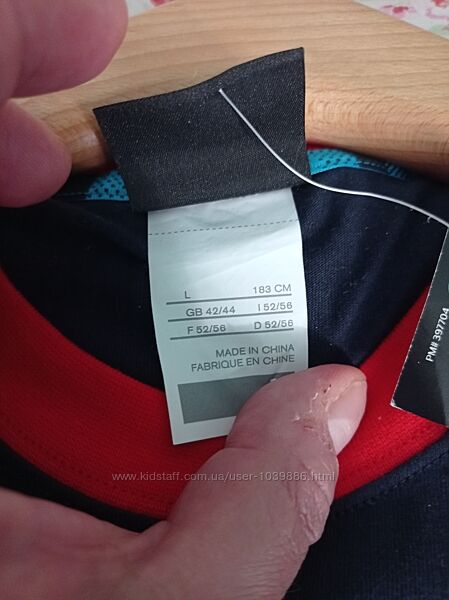 L 183 CM
GB 42/44 I 52/56
F 52/56 D 52/56
MADE IN CHINA
FABRIQUE EN CHINE
PM# 397704
www.kidstaff.com.ua/user-1039886.html